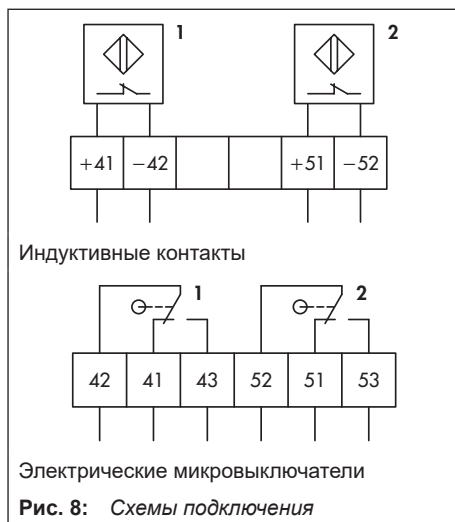 1 2
+41 −42 +51 −52
Индуктивные контакты
1 2
42 41 43 52 51 53
Электрические микровыключатели
Рис. 8: Схемы подключения